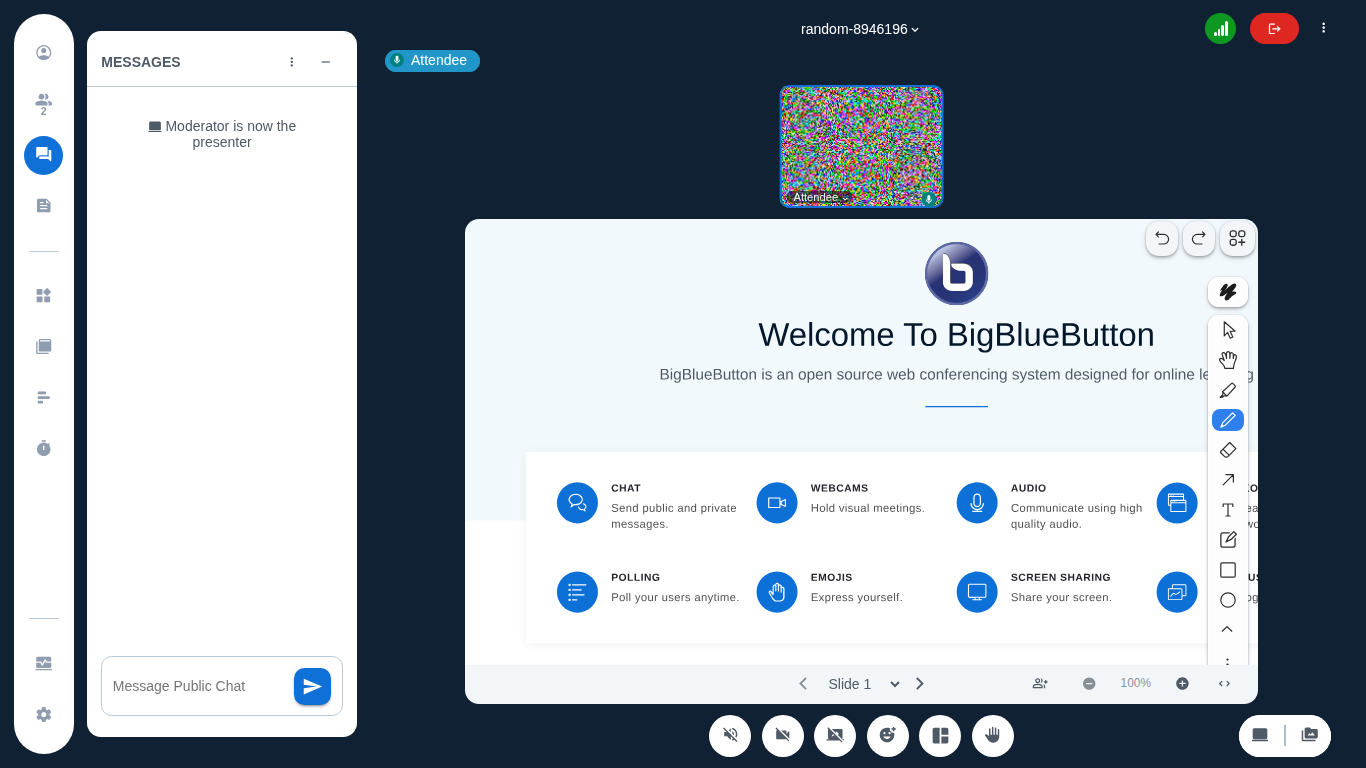 random-8946196
2
MESSAGES
Attendee
Moderator is now the
presenter
Attendee
Welcome To BigBlueButton
BigBlueButton is an open source web conferencing system designed for online
CHAT
Send public and private
messages.
WEBCAMS
Hold visual meetings.
AUDIO
Communicate using high
quality audio.
POLLING
Poll your users anytime.
EMOJIS
Express yourself.
SCREEN SHARING
Share your screen.
Message Public Chat
Slide 1
100%